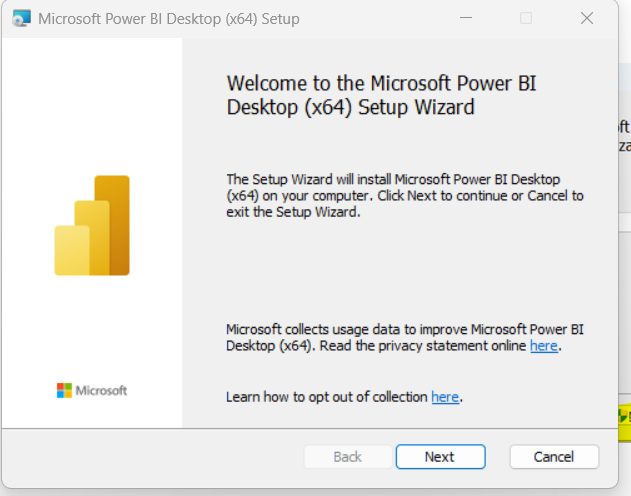 Microsoft Power BI Desktop (x64) Setup
Welcome to the Microsoft Power BI
Desktop (x64) Setup Wizard
The Setup Wizard will install Microsoft Power BI Desktop
(x64) on your computer. Click Next to continue or Cancel to
exit the Setup Wizard.
Microsoft collects usage data to improve Microsoft Power BI
Desktop (x64). Read the privacy statement online here.
Microsoft
Learn how to opt out of collection here.
Back
Next
Cancel